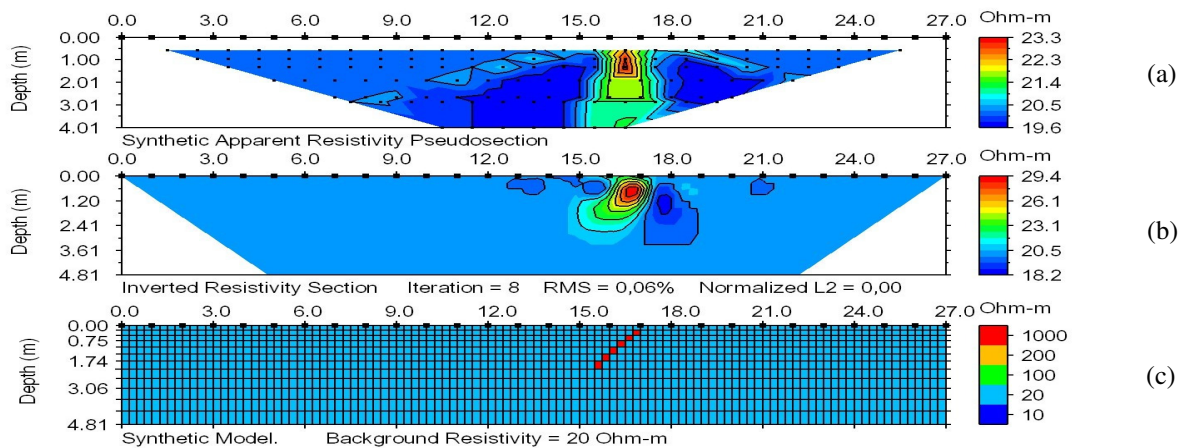 0.0 3.0 6.0 9.0 12.0 15.0 18.0 21.0 24.0 27.0 Ohm-m
Depth (m)
0.00
1.00
2.01
3.01
4.01
23.3
22.3
21.4
20.5
19.6
(a)
Synthetic Apparent Resistivity Pseudosection
0.0 3.0 6.0 9.0 12.0 15.0 18.0 21.0 24.0 27.0 Ohm-m
Depth (m)
0.00
1.20
2.41
3.61
4.81
29.4
26.3
23.4
20.5
18.2
(b)
Inverted Resistivity Section Iteration = 8 RMS = 0,06% Normalized L2 = 0,00
0.0 3.0 6.0 9.0 12.0 15.0 18.0 21.0 24.0 27.0 Ohm-m
Depth (m)
0.00
0.75
1.74
3.06
4.81
1000
200
100
20
10
(c)
Synthetic Model. Background Resistivity = 20 Ohm-m